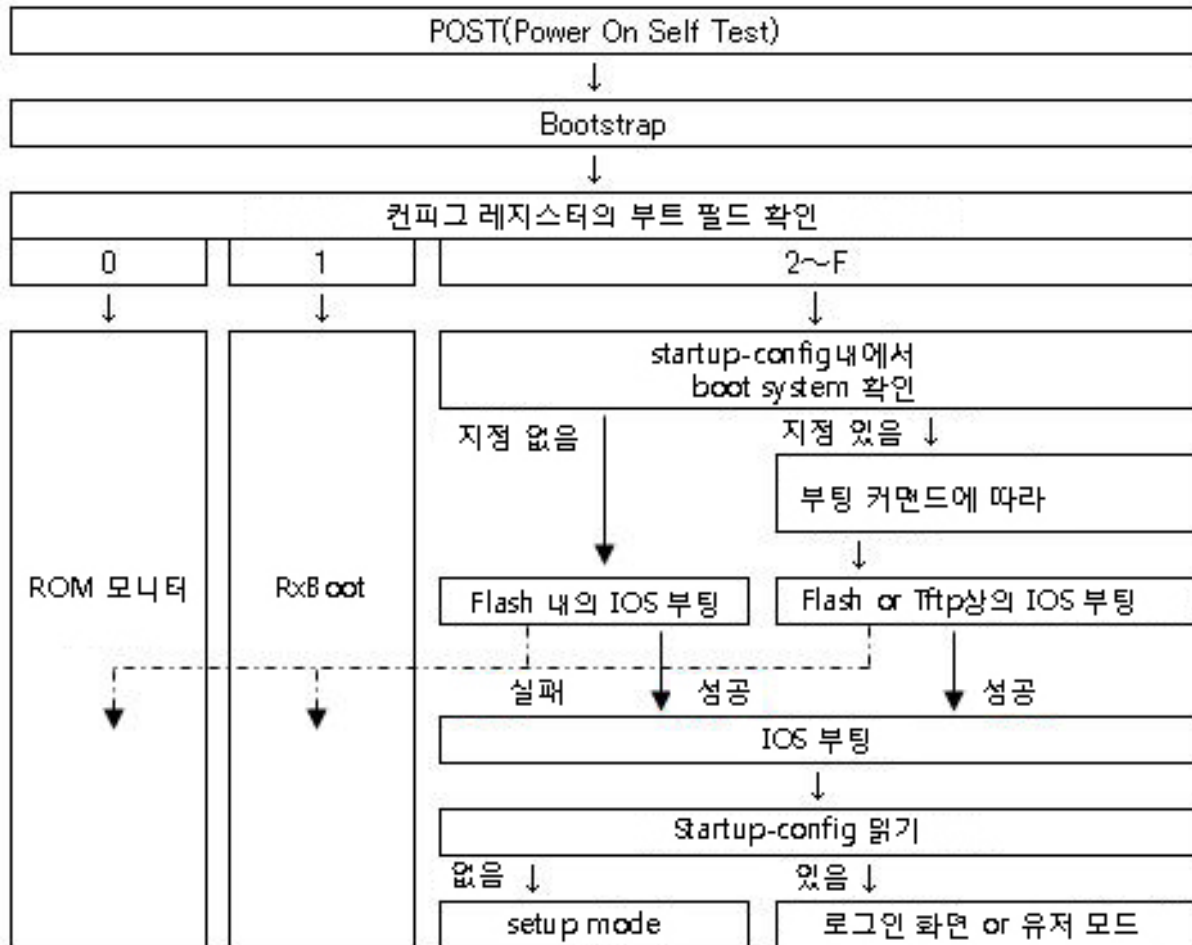 POST(Power On Self Test)
Bootstrap
컨피그 레지스터의 부트 필드 확인
0
1
2~F
startup-config내에서
boot system 확인
지정 없음
지정 있음
부팅 커맨드에 따라
ROM 모니터
RxBoot
Flash 내의 IOS 부팅
Flash or Tftp상의 IOS 부팅
실패
성공
성공
IOS 부팅
Startup-config 읽기
없음
있음
setup mode
로그인 화면 or 유저 모드